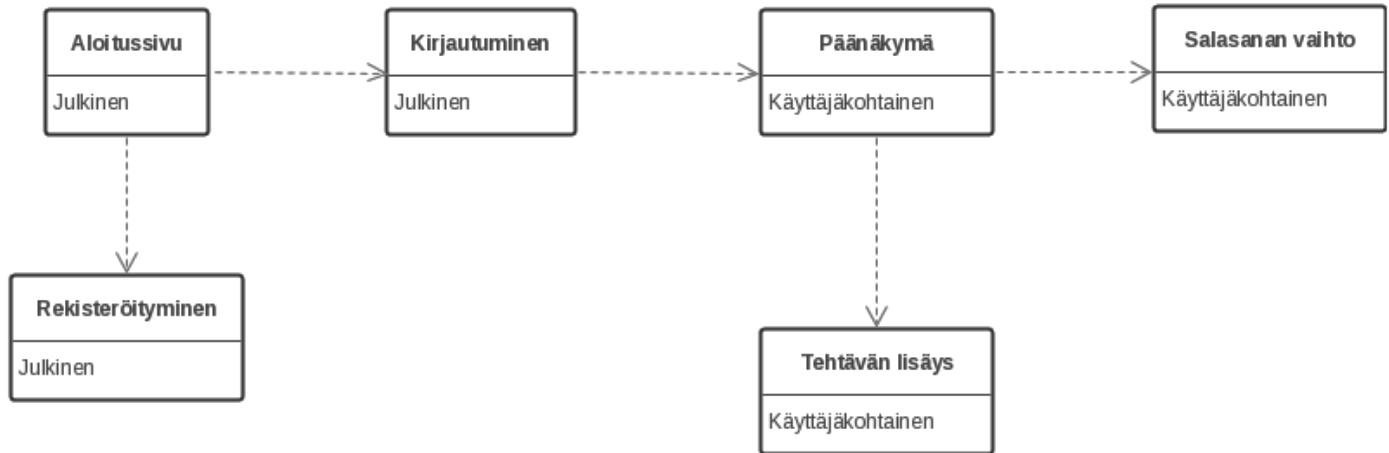 Aloitussivu
Julkinen
Kirjautuminen
Julkinen
Päänäkymä
Käyttäjäkohtainen
Salasanan vaihto
Käyttäjäkohtainen
Rekisteröityminen
Julkinen
Tehtävän lisäys
Käyttäjäkohtainen